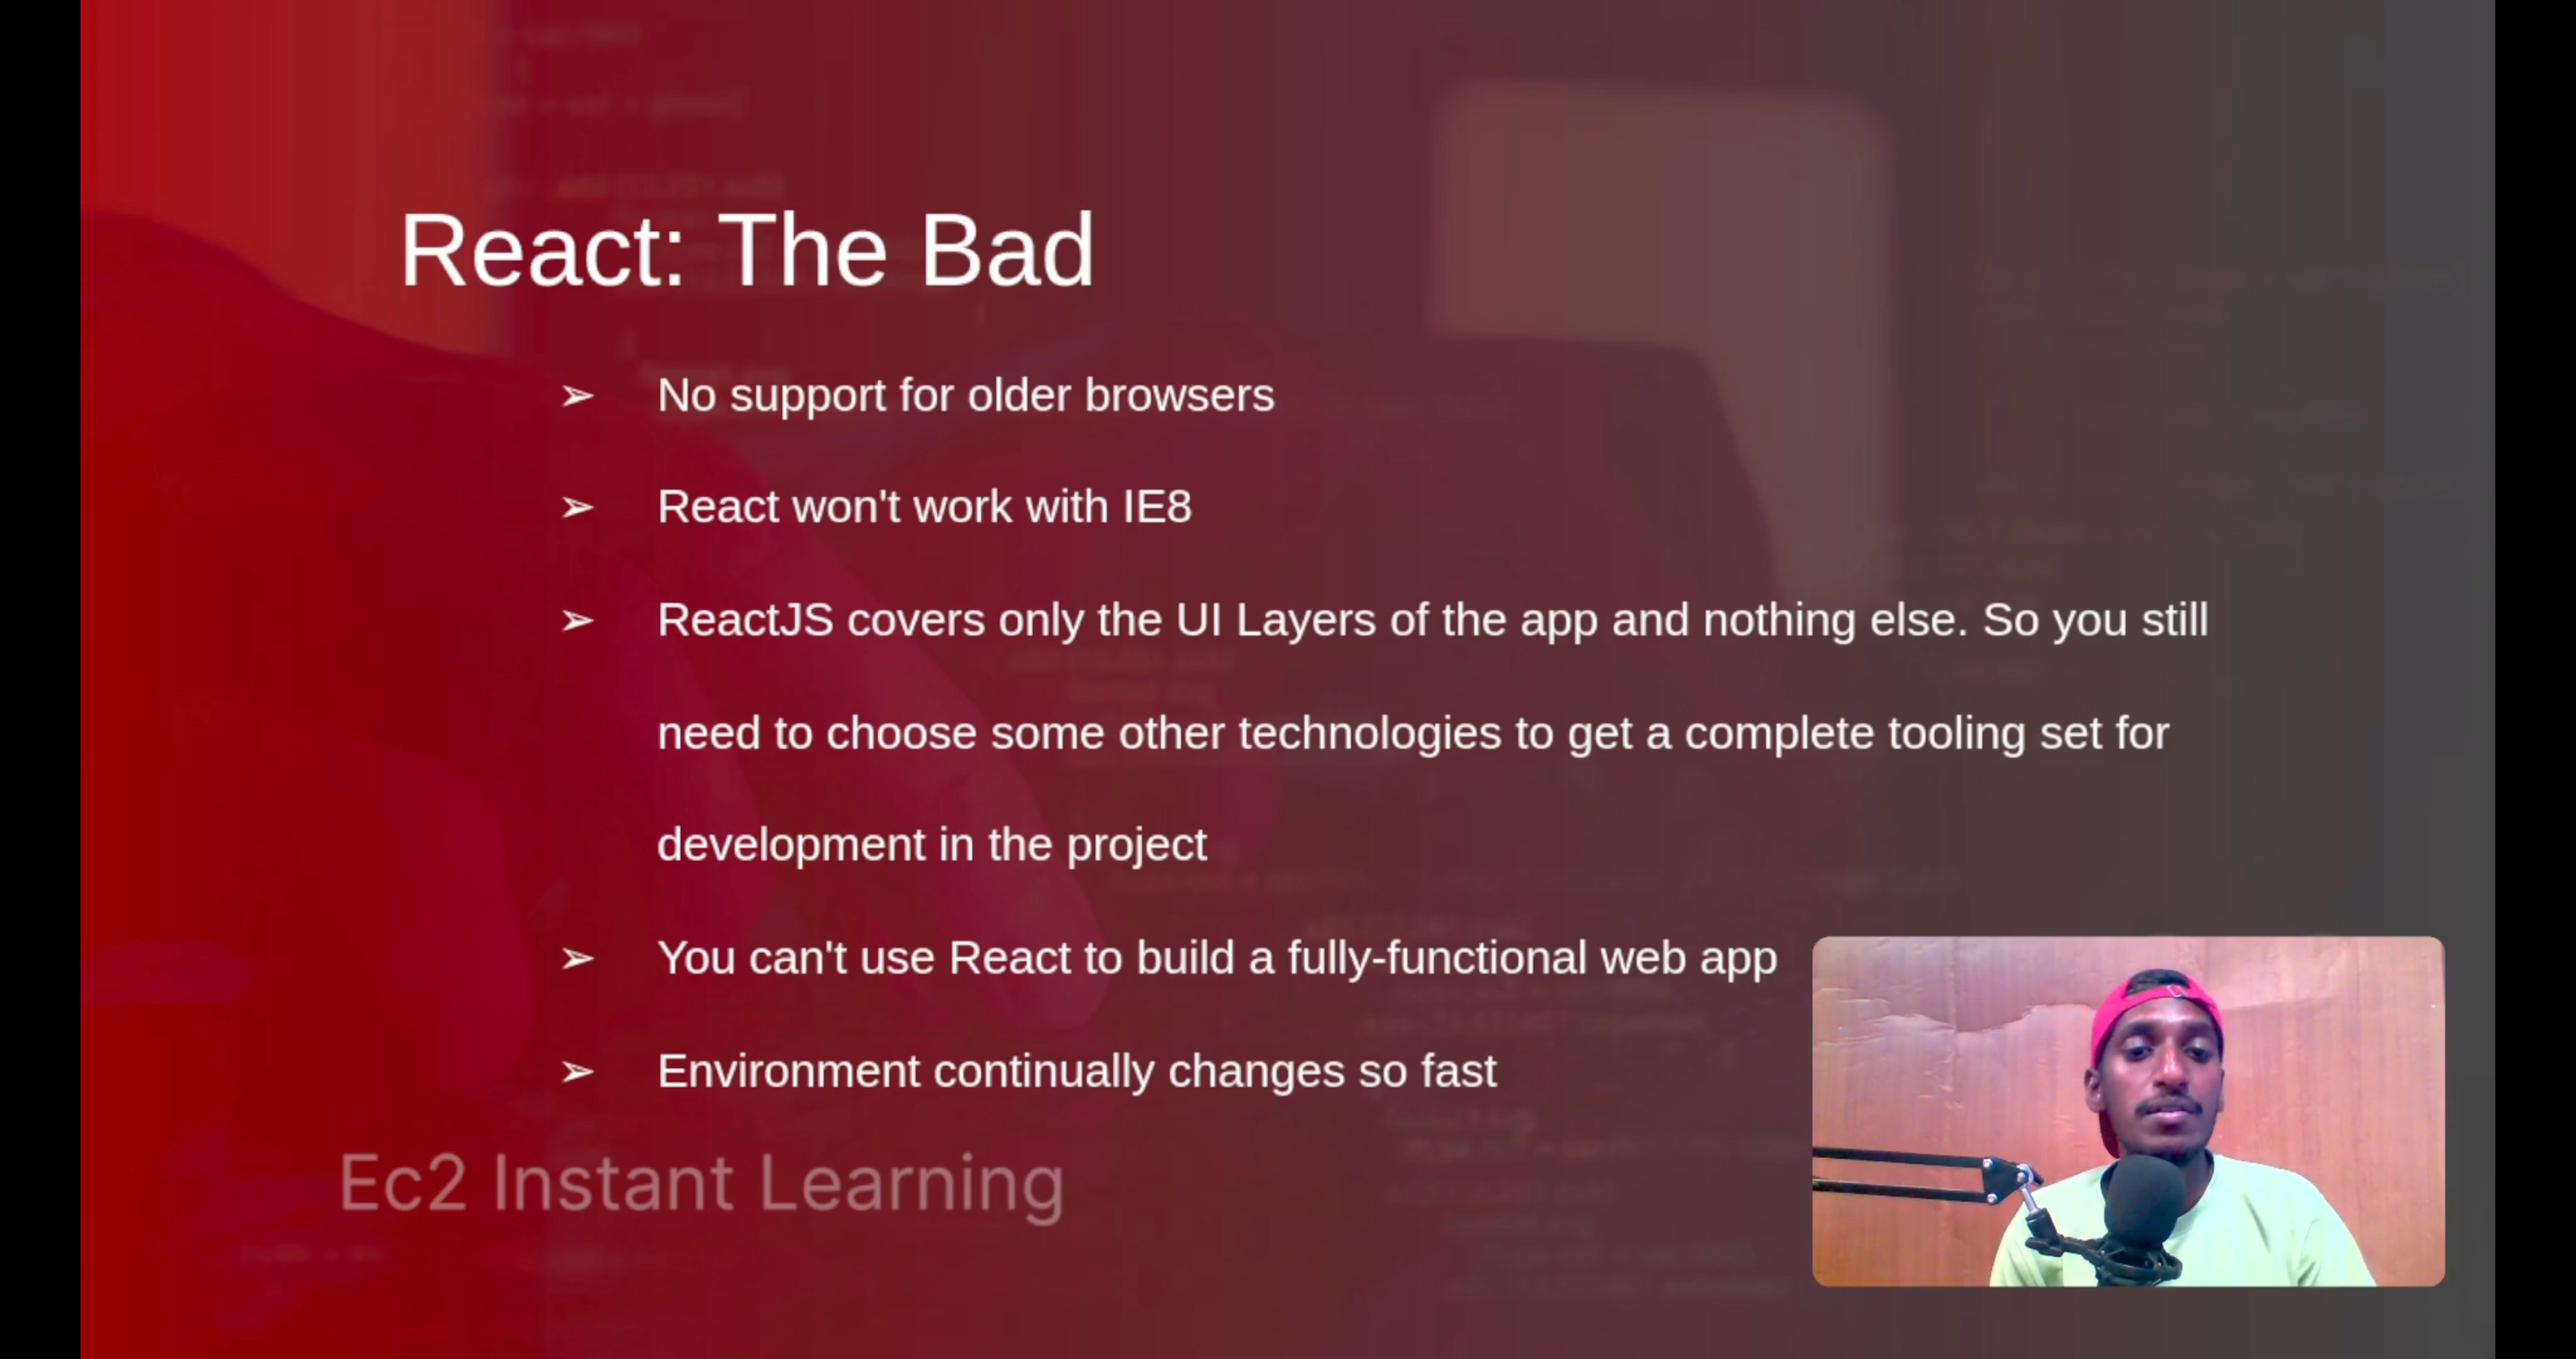 React: The Bad
➢ No support for older browsers
➢ React won't work with IE8
➢ ReactJS covers only the UI Layers of the app and nothing else. So you still
need to choose some other technologies to get a complete tooling set for
development in the project
➢ You can't use React to build a fully-functional web app
➢ Environment continually changes so fast
Ec2 Instant Learning